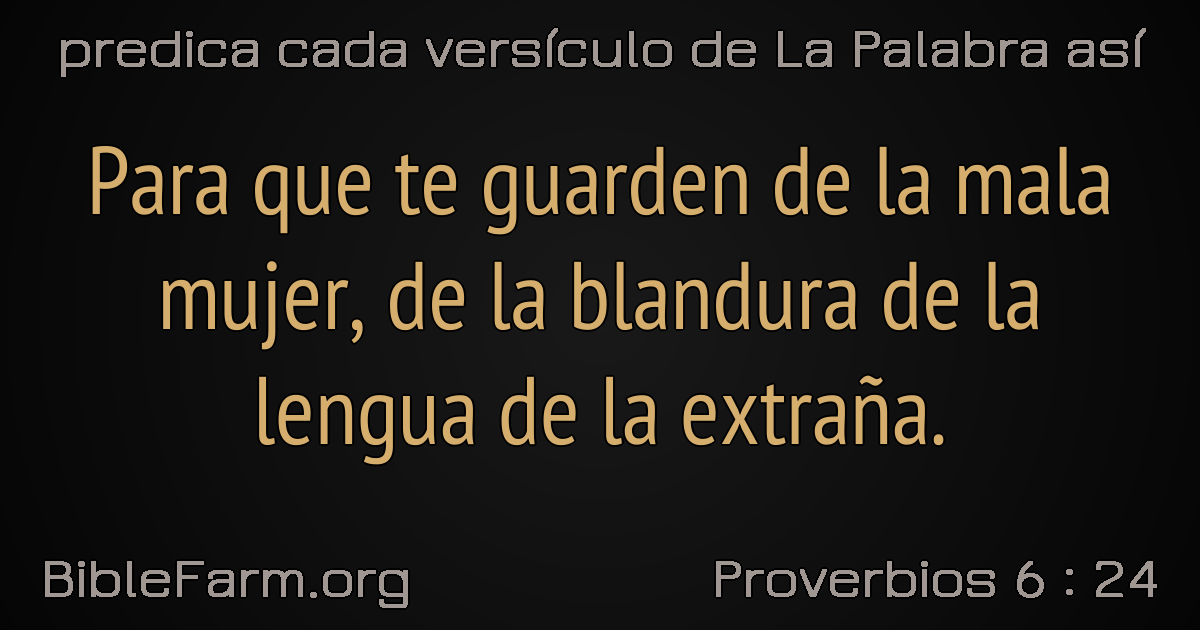 predica cada versículo de La Palabra así
Para que te guarden de la mala
mujer, de la blandura de la
lengua de la extraña.
BibleFarm.org
Proverbios 6 : 24